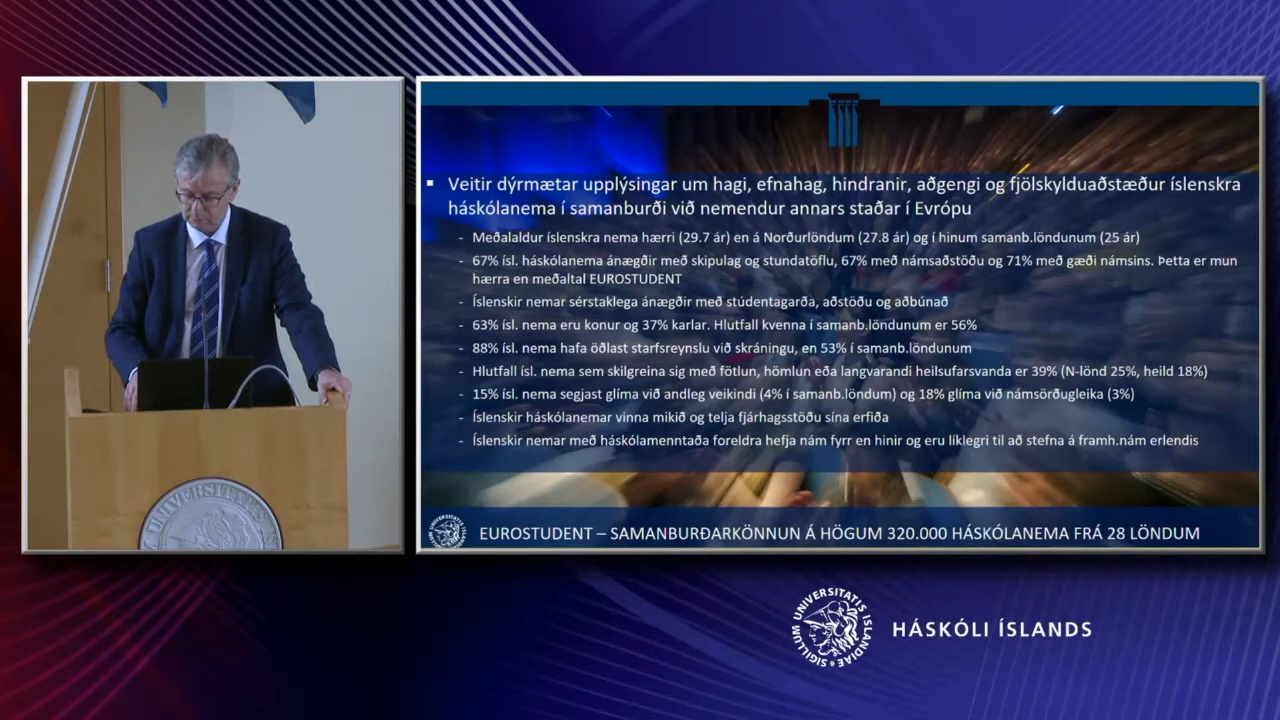 ▪ Veitir dýrmætar upplýsingar um hagi, efnahag, hindranir, aðgengi og fjölskylduaðstæður íslenskra
háskólanema í samanburði við nemendur annars staðar í Evrópu
- Meðalaldur íslenskra nema hærri (29.7 ár) en á Norðurlöndum (27.8 ár) og í hinum samanb.löndunum (25 ár)
- 67% ísl. háskólanema ánægðir með skipulag og stundatöflu, 67% með námsaðstöðu og 71% með gæði námsins. Þetta er mun
hærra en meðaltal EUROSTUDENT
- Íslenskir nemar sérstaklega ánægðir með stúdentagarða, aðstöðu og aðbúnað
- 63% ísl. nema eru konur og 37% karlar. Hlutfall kvenna í samanb.löndunum er 56%
- 88% ísl. nema hafa öðlast starfsreynslu við skráningu, en 53% í samanb.löndunum
- Hlutfall ísl. nema sem skilgreina sig með fötlun, hömlun eða langvarandi heilsufarsvanda er 39% (N-lönd 25%, heild 18%)
- 15% ísl. nema segjast glíma við andleg veikindi (4% í samanb.löndum) og 18% glíma við námsörðugleika (3%)
- Íslenskir háskólanemar vinna mikið og telja fjárhagsstöðu sína erfiða
- Íslenskir nemar með háskólamenntaða foreldra hefja nám fyrr en hinir og eru líklegri til að stefna á framh.nám erlendis
EUROSTUDENT – SAMANBURÐARKÖNNUN Á HÖGUM 320.000 HÁSKÓLANEMA FRÁ 28 LÖNDUM
SIGILLUM UNIVERSITATIS ISLANDIAE
HÁSKÓLI ÍSLANDS